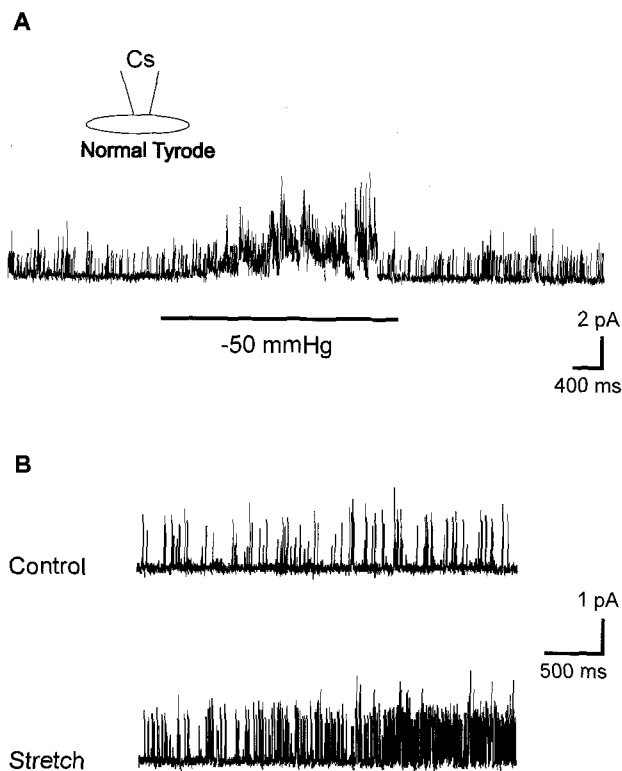 A
Cs
Normal Tyrode
-50 mmHg
2 pA
400 ms
B
Control
1 pA
500 ms
Stretch